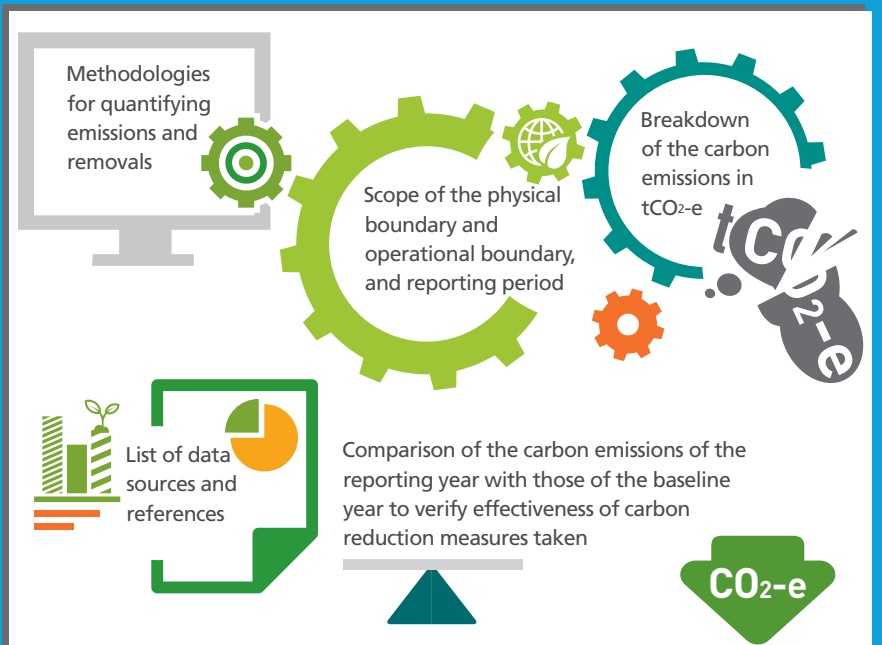 Methodologies
for quantifying
emissions and
removals
Scope of the physical
boundary and
operational boundary,
and reporting period
Breakdown
of the carbon
emissions in
tCO2-e
tCO2-e
List of data
sources and
references
Comparison of the carbon emissions of the
reporting year with those of the baseline
year to verify effectiveness of carbon
reduction measures taken
CO2-e